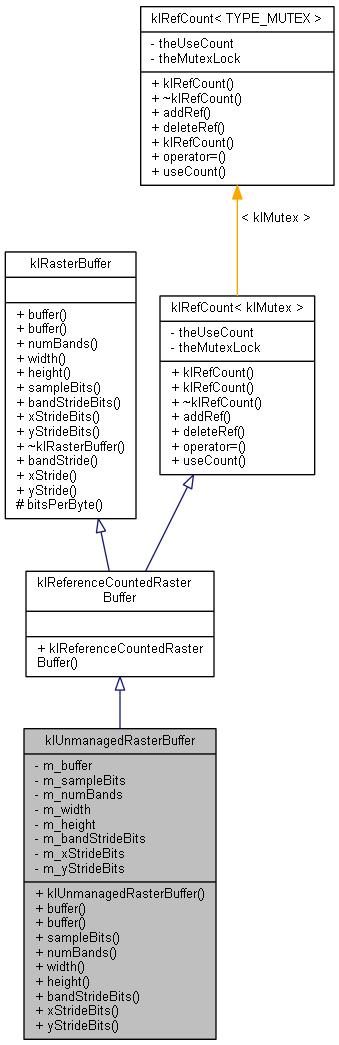 klRefCount< TYPE_MUTEX >
- theUseCount
- theMutexLock
+ klRefCount()
+ ~klRefCount()
+ addRef()
+ deleteRef()
+ klRefCount()
+ operator=()
+ useCount()
< klMutex >
klRasterBuffer
+ buffer()
+ buffer()
+ numBands()
+ width()
+ height()
+ sampleBits()
+ bandStrideBits()
+ xStrideBits()
+ yStrideBits()
+ ~klRasterBuffer()
+ bandStride()
+ xStride()
+ yStride()
# bitsPerByte()
klRefCount< klMutex >
- theUseCount
- theMutexLock
+ klRefCount()
+ klRefCount()
+ ~klRefCount()
+ addRef()
+ deleteRef()
+ operator=()
+ useCount()
klReferenceCountedRaster
Buffer
+ klReferenceCountedRaster
Buffer()
klUnmanagedRasterBuffer
- m_buffer
- m_sampleBits
- m_numBands
- m_width
- m_height
- m_bandStrideBits
- m_xStrideBits
- m_yStrideBits
+ klUnmanagedRasterBuffer()
+ buffer()
+ buffer()
+ sampleBits()
+ numBands()
+ width()
+ height()
+ bandStrideBits()
+ xStrideBits()
+ yStrideBits()